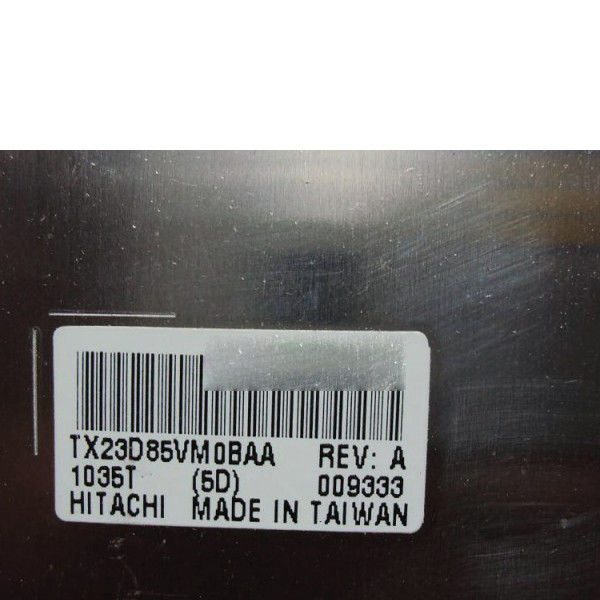 TX23D85VM0BAA REV: A
1035T (5D) 009333
HITACHI MADE IN TAIWAN